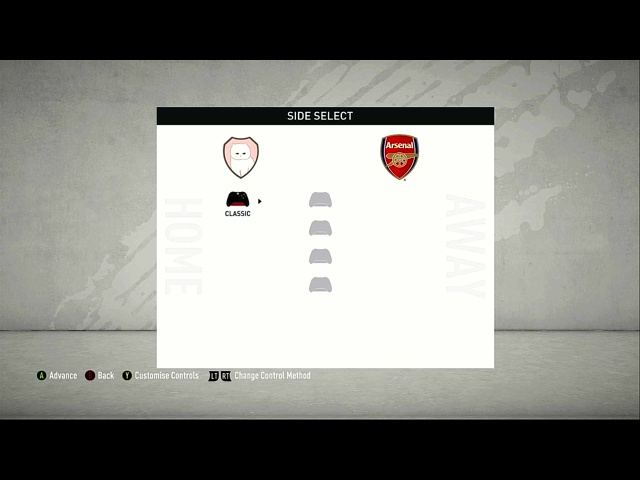 SIDE SELECT
Arsenal
CLASSIC
HOME
AWAY
A Advance Back Y Customise Controls LT RT Change Control Method